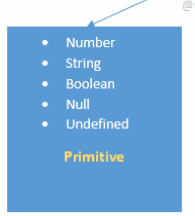 @
• Number
• String
• Boolean
• Null
• Undefined
Primitive